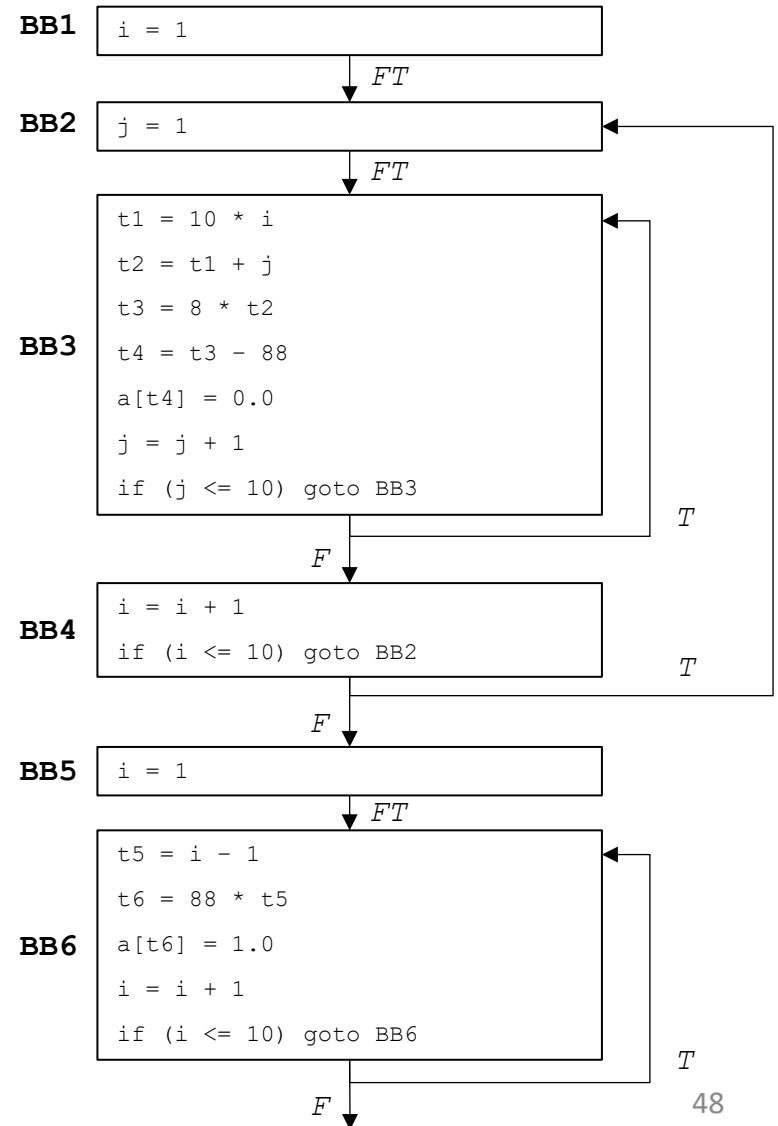 BB1 i = 1
FT
BB2 j = 1
FT
t1 = 10 * i
t2 = t1 + j
t3 = 8 * t2
BB3 t4 = t3 – 88
a[t4] = 0.0
j = j + 1
if (j <= 10) goto BB3
T
F
i = i + 1
BB4
if (i <= 10) goto BB2
T
F
BB5 i = 1
FT
t5 = i – 1
t6 = 88 * t5
BB6 a[t6] = 1.0
i = i + 1
if (i <= 10) goto BB6
T
F
48